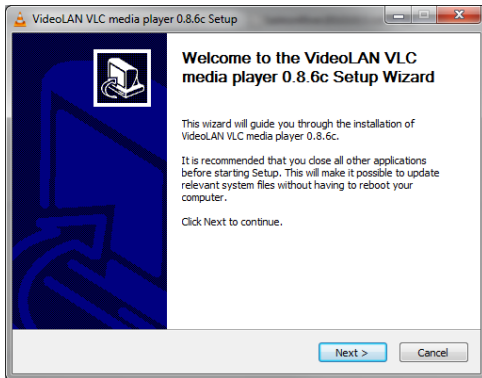 VideoLAN VLC media player 0.8.6c Setup
Welcome to the VideoLAN VLC
media player 0.8.6c Setup Wizard
This wizard will guide you through the installation of
VideoLAN VLC media player 0.8.6c.
It is recommended that you close all other applications
before starting Setup. This will make it possible to update
relevant system files without having to reboot your
computer.
Click Next to continue.
Next >
Cancel